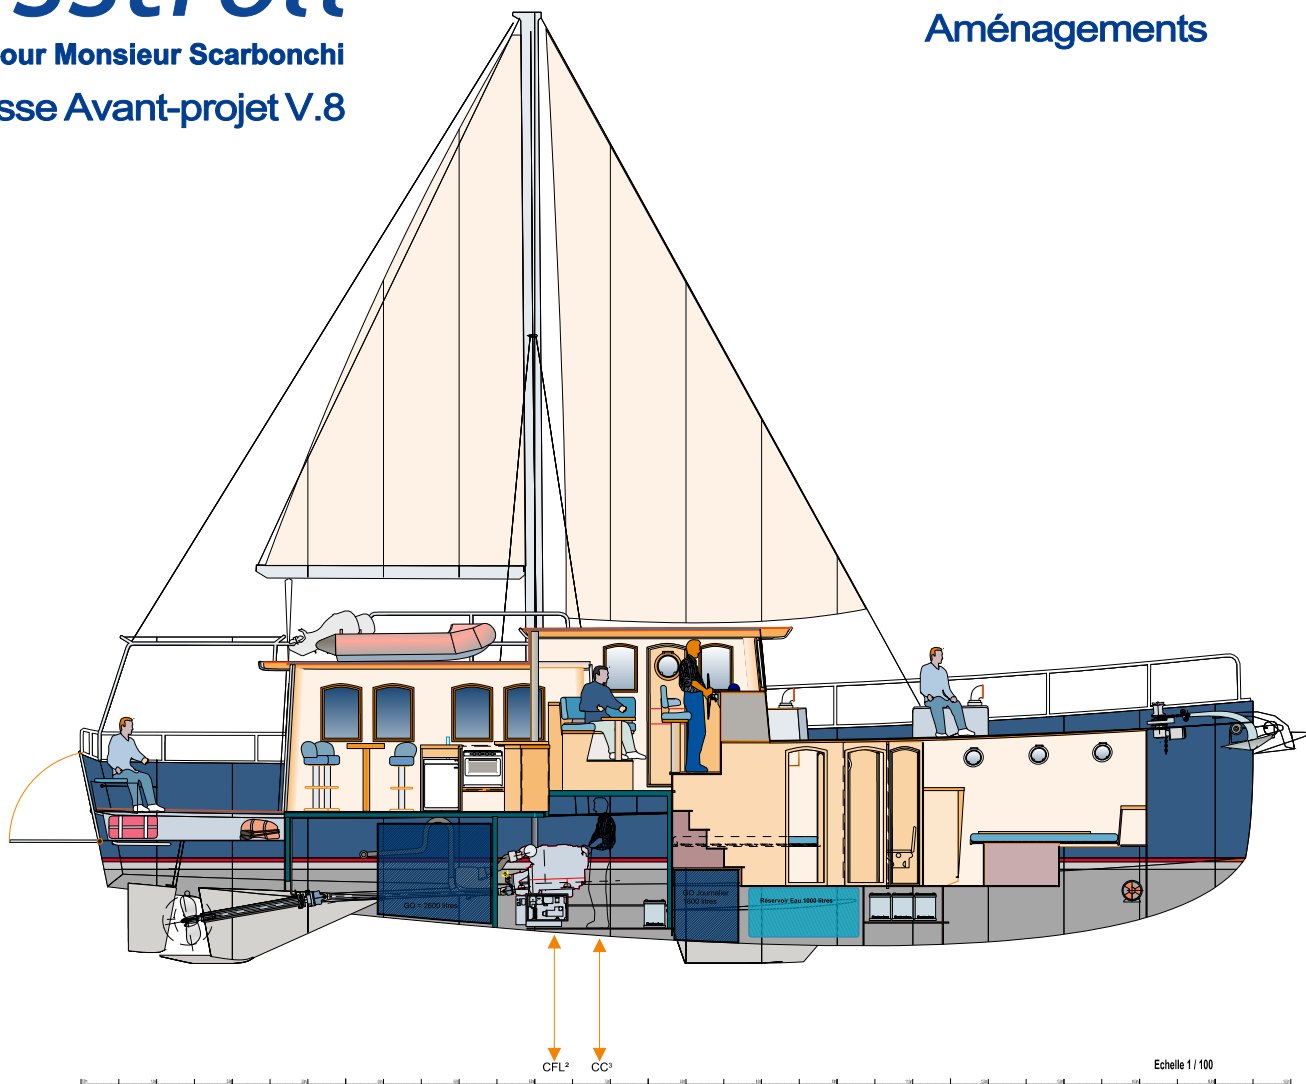 Aménagements
our Monsieur Scarbonchi
sse Avant-projet V.8
GO = 2600 litres
GO Journalier
1800 litres
Réservoir Eau 1000 litres
CFL²
CC³
Echelle 1 / 100